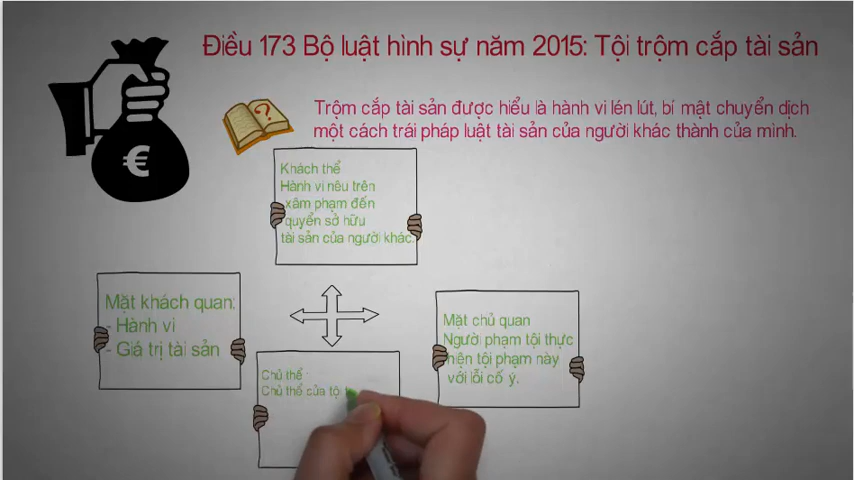 Điều 173 Bộ luật hình sự năm 2015: Tội trộm cắp tài sản
Trộm cắp tài sản được hiểu là hành vi lén lút, bí mật chuyển dịch
một cách trái pháp luật tài sản của người khác thành của mình.
?
€
Khách thể
Hành vi nêu trên
xâm phạm đến
quyền sở hữu
tài sản của người khác.
Mặt khách quan:
- Hành vi
- Giá trị tài sản
Mặt chủ quan
Người phạm tội thực
hiện tội phạm này
với lỗi cố ý.
Chủ thể :
Chủ thể của tội